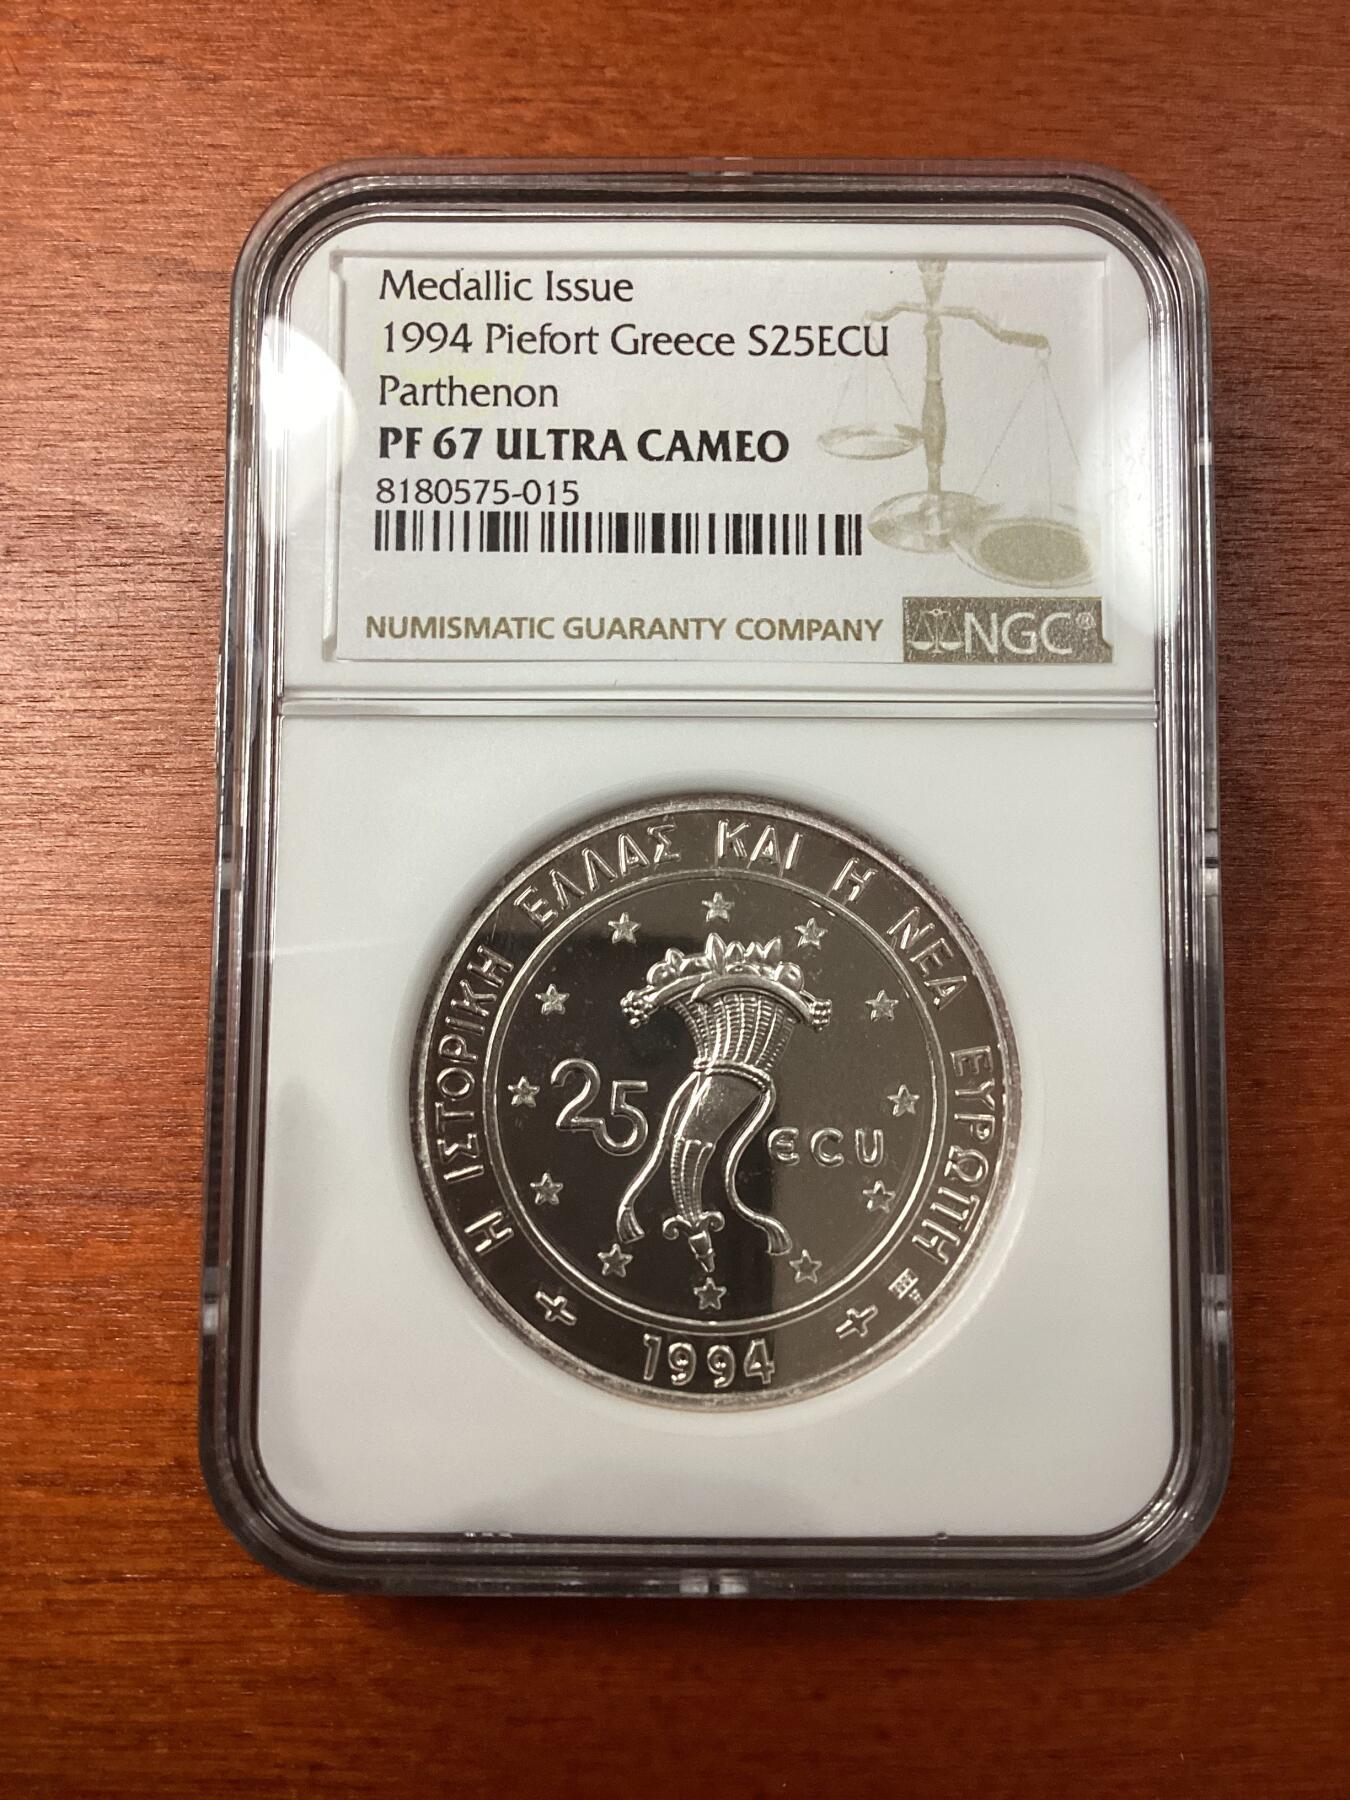 Medallic Issue
1994 Piefort Greece S25ECU
Parthenon
PF 67 ULTRA CAMEO
8180575-015
NUMISMATIC GUARANTY COMPANY
NGC®
Η ΙΣΤΟΡΙΚΗ ΕΛΛΑΣ ΚΑΙ Η ΝΕΑ ΕΥΡΩΠΗ
25 ECU
1994